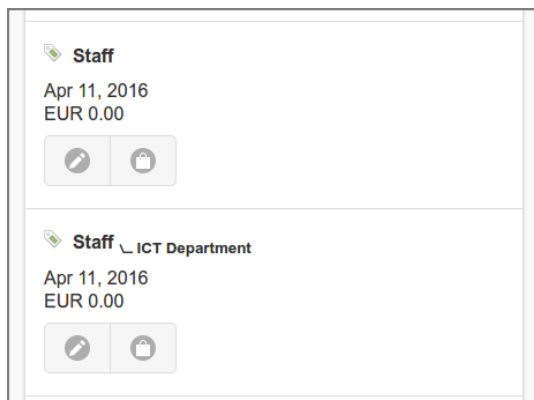 Staff
Apr 11, 2016
EUR 0.00
Staff ICT Department
Apr 11, 2016
EUR 0.00